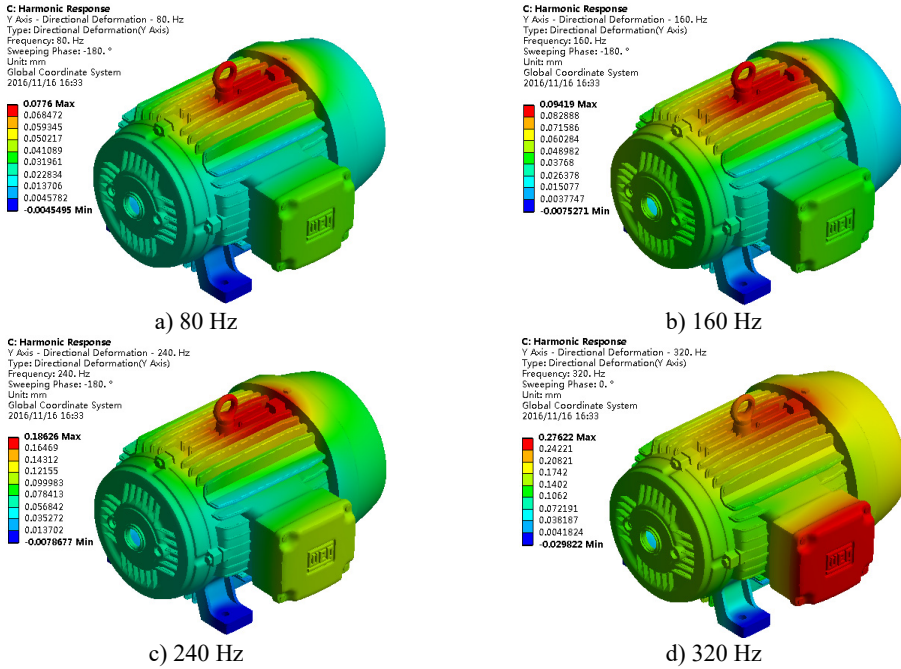 C: Harmonic Response
Y Axis - Directional Deformation - 80. Hz
Type: Directional Deformation(Y Axis)
Frequency: 80. Hz
Sweeping Phase: -180. °
Unit: mm
Global Coordinate System
2016/11/16 16:33
0.0776 Max
0.068472
0.059345
0.050217
0.041089
0.031961
0.022834
0.013706
0.0045782
-0.0045495 Min
WEG
a) 80 Hz
C: Harmonic Response
Y Axis - Directional Deformation - 160. Hz
Type: Directional Deformation(Y Axis)
Frequency: 160. Hz
Sweeping Phase: -180. °
Unit: mm
Global Coordinate System
2016/11/16 16:33
0.09419 Max
0.082888
0.071586
0.060284
0.048982
0.03768
0.026378
0.015077
0.0037747
-0.0075271 Min
WEG
b) 160 Hz
C: Harmonic Response
Y Axis - Directional Deformation - 240. Hz
Type: Directional Deformation(Y Axis)
Frequency: 240. Hz
Sweeping Phase: -180. °
Unit: mm
Global Coordinate System
2016/11/16 16:33
0.18626 Max
0.16469
0.14312
0.12155
0.099983
0.078413
0.056842
0.035272
0.013702
-0.0078677 Min
WEG
c) 240 Hz
C: Harmonic Response
Y Axis - Directional Deformation - 320. Hz
Type: Directional Deformation(Y Axis)
Frequency: 320. Hz
Sweeping Phase: 0. °
Unit: mm
Global Coordinate System
2016/11/16 16:33
0.27622 Max
0.24221
0.20821
0.1742
0.1402
0.1062
0.072191
0.038187
0.0041824
-0.029822 Min
WEG
d) 320 Hz